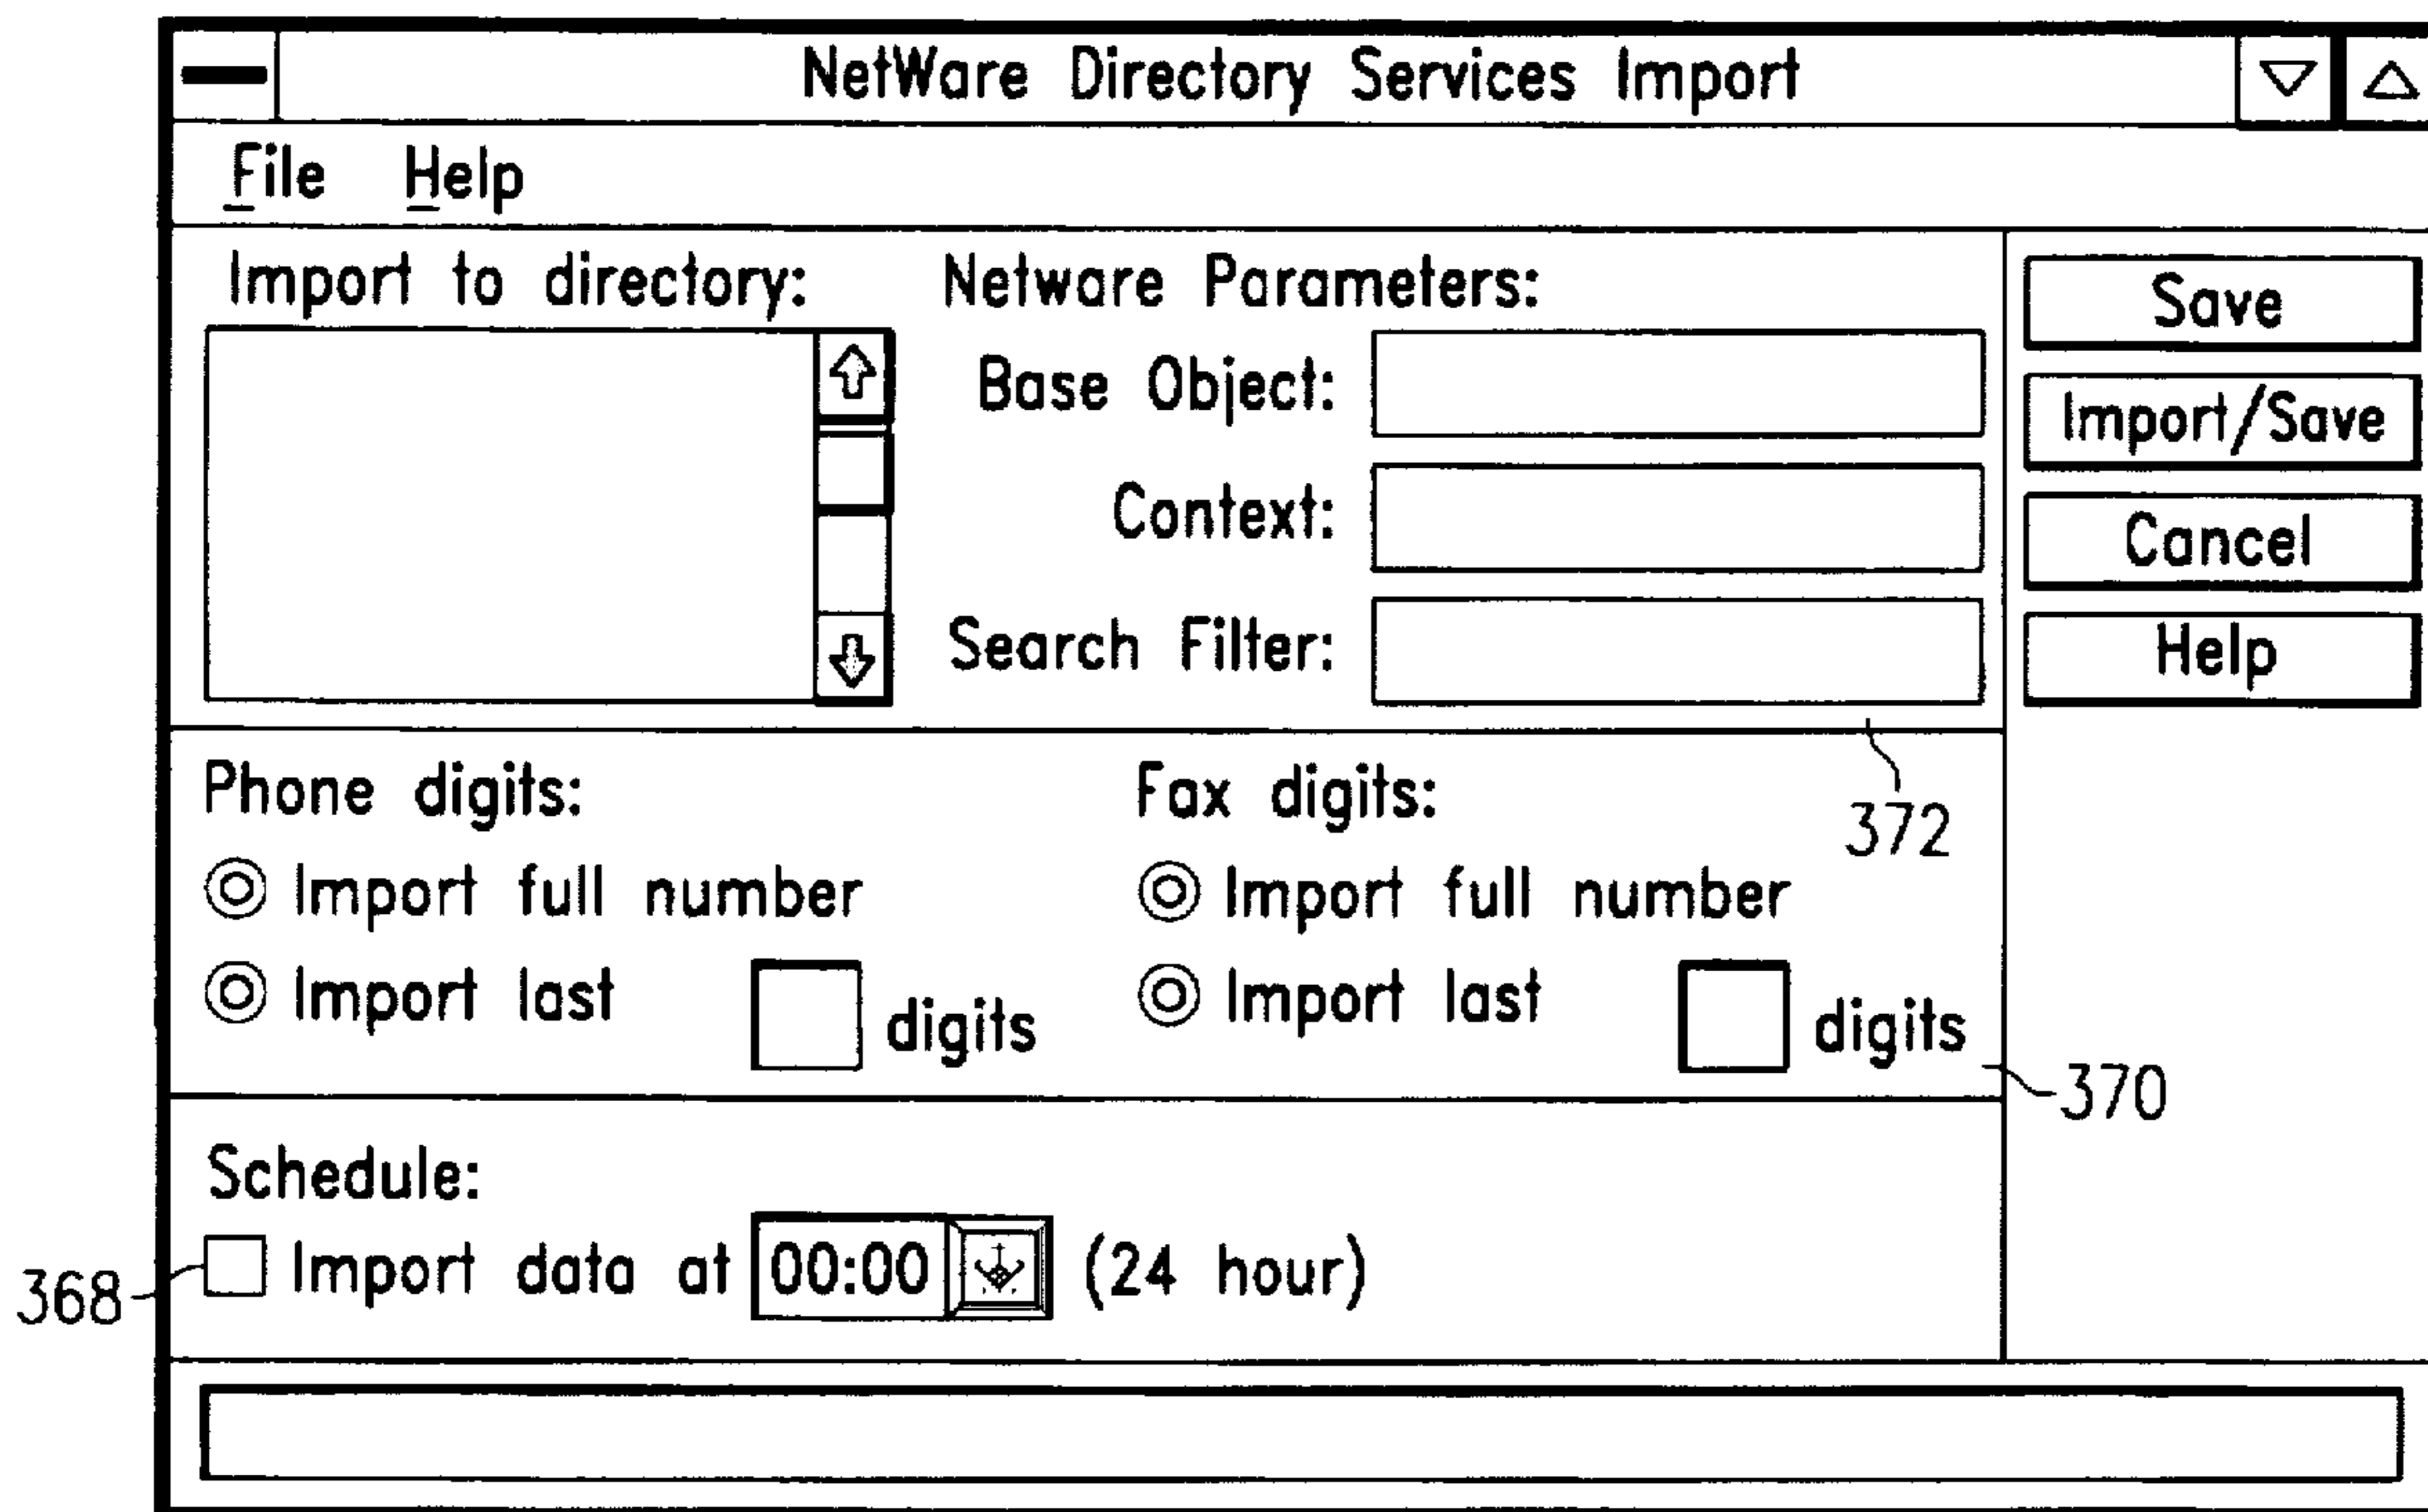 NetWare Directory Services Import
File Help
Import to directory:
Netware Parameters:
Base Object:
Context:
Search Filter:
Save
Import/Save
Cancel
Help
372
Phone digits:
Import full number
Import last digits
Fax digits:
Import full number
Import last digits
370
Schedule:
368
Import data at 00:00 (24 hour)